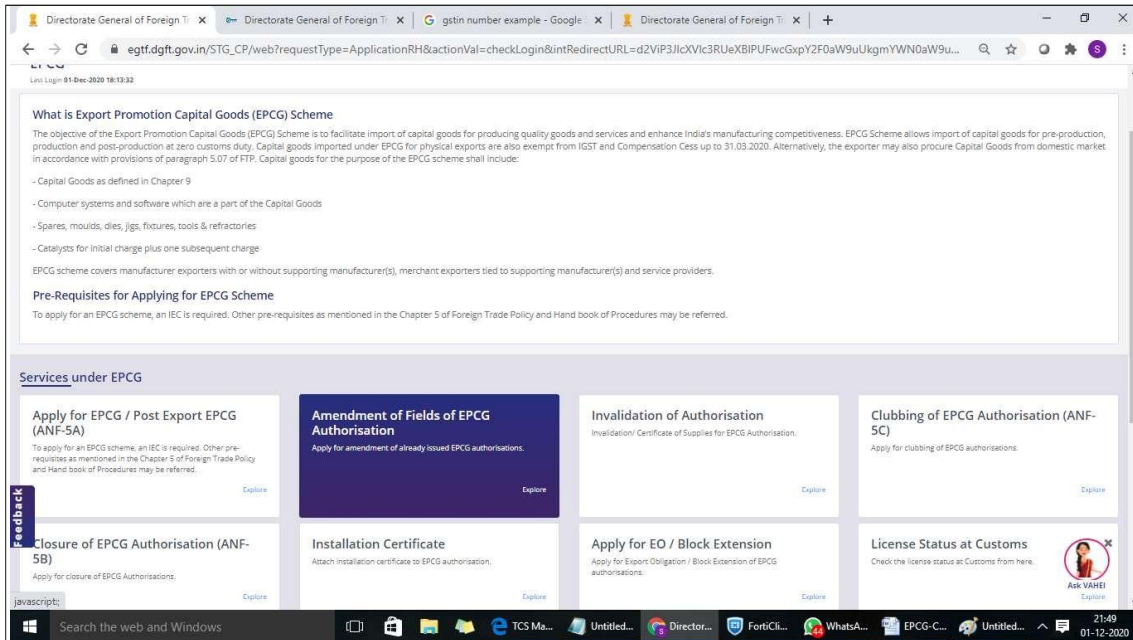 Directorate General of Foreign Tr
Directorate General of Foreign Tr
gstin number example - Google
Directorate General of Foreign Tr
egtf.dgft.gov.in/STG_CP/web?requestType=ApplicationRH&actionVal=checkLogin&intRedirectURL=
S
EPCG
Last Login 01-Dec-2020 18:13:32
What is Export Promotion Capital Goods (EPCG) Scheme
The objective of the Export Promotion Capital Goods (EPCG) Scheme is to facilitate import of capital goods for producing quality goods and services and enhance India's manufacturing competitiveness. EPCG Scheme allows import of capital goods for pre-production,
production and post-production at zero customs duty. Capital goods imported under EPCG for physical exports are also exempt from IGST and Compensation Cess up to 31.03.2020. Alternatively, the exporter may also procure Capital Goods from domestic market
in accordance with provisions of paragraph 5.07 of FTP. Capital goods for the purpose of the EPCG scheme shall include:
- Capital Goods as defined in Chapter 9
- Computer systems and software which are a part of the Capital Goods
- Spares, moulds, dies, jigs, fixtures, tools & refractories
- Catalysts for initial charge plus one subsequent charge
EPCG scheme covers manufacturer exporters with or without supporting manufacturer(s), merchant exporters tied to supporting manufacturer(s) and service providers.
Pre-Requisites for Applying for EPCG Scheme
To apply for an EPCG scheme, an IEC is required. Other pre-requisites as mentioned in the Chapter 5 of Foreign Trade Policy and Hand book of Procedures may be referred.
Services under EPCG
Apply for EPCG / Post Export EPCG
(ANF-5A)
To apply for an EPCG scheme, an IEC is required. Other pre-
requisites as mentioned in the Chapter 5 of Foreign Trade Policy
and Hand book of Procedures may be referred.
Explore
Amendment of Fields of EPCG
Authorisation
Apply for amendment of already issued EPCG authorisations.
Explore
Invalidation of Authorisation
Invalidation/ Certificate of Supplies for EPCG Authorisation.
Explore
Clubbing of EPCG Authorisation (ANF-
5C)
Apply for clubbing of EPCG authorisations.
Explore
Feedback
Closure of EPCG Authorisation (ANF-
5B)
Apply for closure of EPCG Authorisations.
Explore
Installation Certificate
Attach installation certificate to EPCG authorisation.
Explore
Apply for EO / Block Extension
Apply for Export Obligation / Block Extension of EPCG
authorisations.
Explore
License Status at Customs
Check the license status at Customs from here.
Ask VAHEI
Explore
javascript:;
Search the web and Windows
TCS Ma...
Untitled...
Director...
FortiCli...
44
WhatsA...
EPCG-C...
Untitled...
21:49
01-12-2020